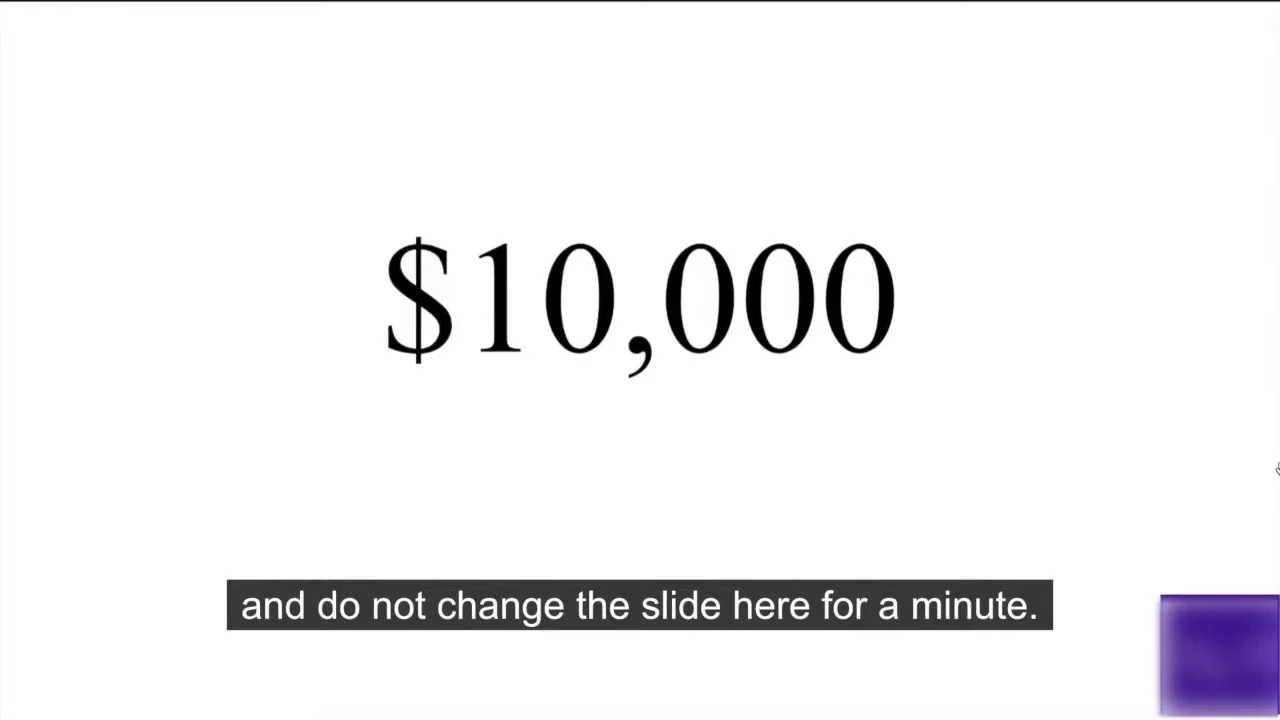 $10,000
and do not change the slide here for a minute.